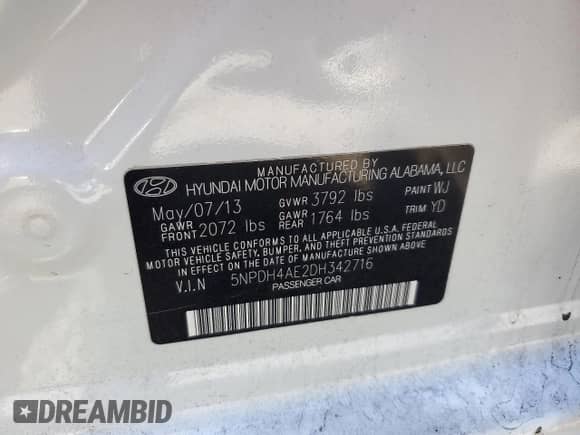 MANUFACTURED BY
HYUNDAI MOTOR MANUFACTURING ALABAMA, LLC
May/07/13 GVWR 3792 lbs PAINT WJ
GAWR FRONT 2072 lbs GAWR REAR 1764 lbs TRIM YD
THIS VEHICLE CONFORMS TO ALL APPLICABLE U.S.A. FEDERAL
MOTOR VEHICLE SAFETY, BUMPER, AND THEFT PREVENTION
STANDARDS IN EFFECT ON THE DATE OF MANUFACTURE SHOWN ABOVE
V.I.N 5NPDH4AE2DH342716
PASSENGER CAR
DREAMBID